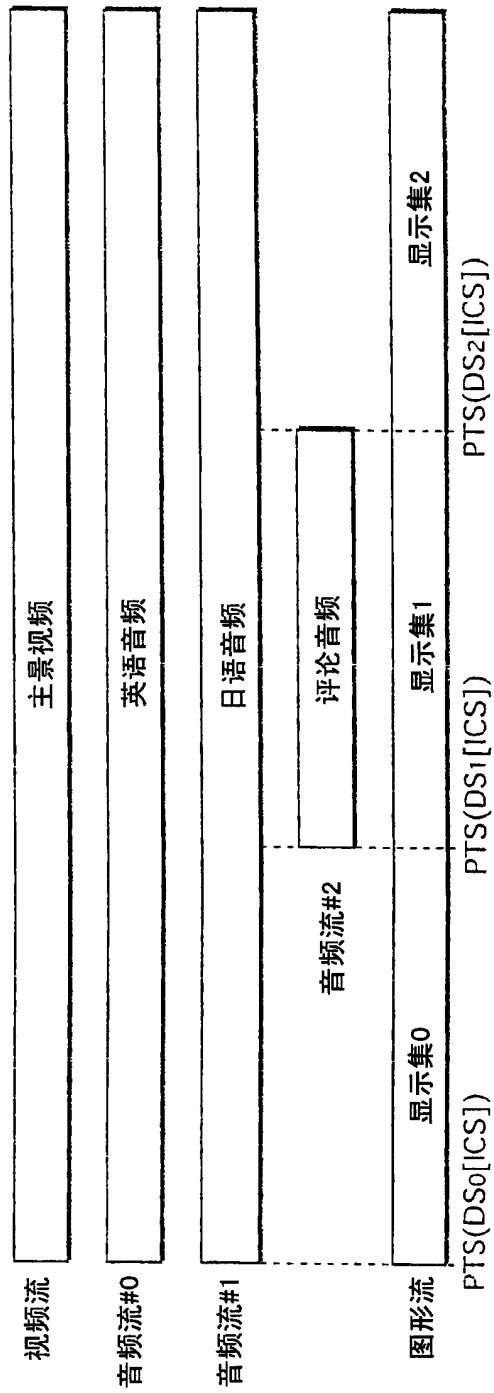 视频流
主景视频
音频流#0
英语音频
音频流#1
日语音频
音频流#2
评论音频
图形流
显示集0
显示集1
显示集2
PTS(DS0[ICS])
PTS(DS1[ICS])
PTS(DS2[ICS])